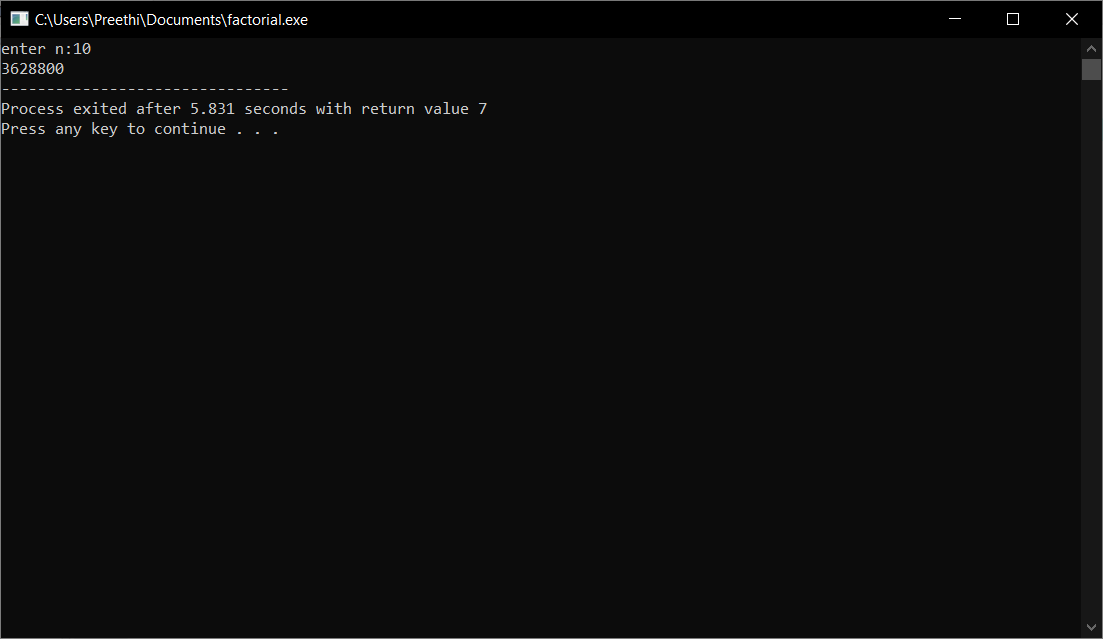 C:\Users\Preethi\Documents\factorial.exe
enter n:10
3628800
--------------------------------
Process exited after 5.831 seconds with return value 7
Press any key to continue . . .